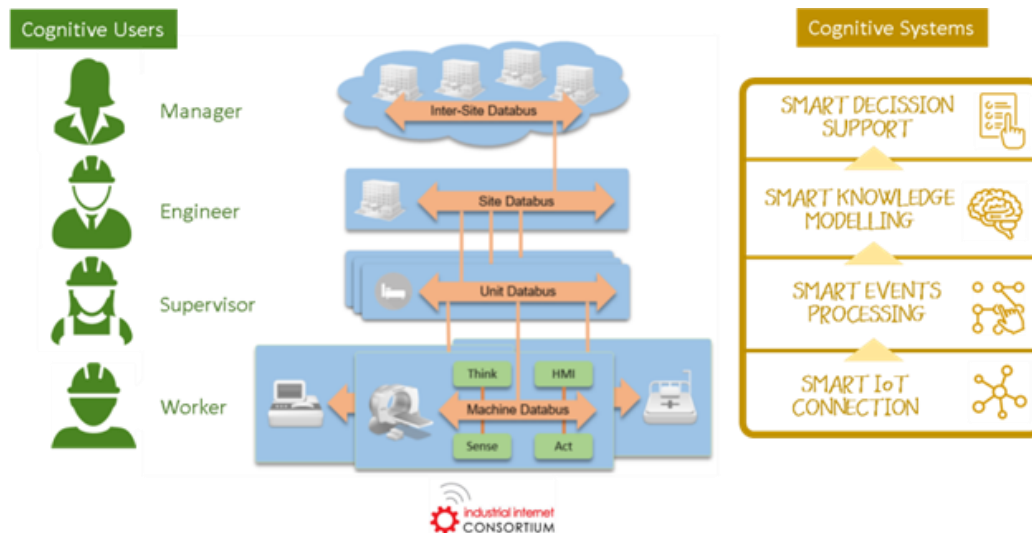 Cognitive Users
Cognitive Systems
Manager
Inter-Site Databus
SMART DECISSION
SUPPORT
Engineer
Site Databus
SMART KNOWLEDGE
MODELLING
Supervisor
Unit Databus
SMART EVENTS
PROCESSING
Worker
Think
HMI
Machine Databus
Sense
Act
SMART IoT
CONNECTION
industrial internet
CONSORTIUM